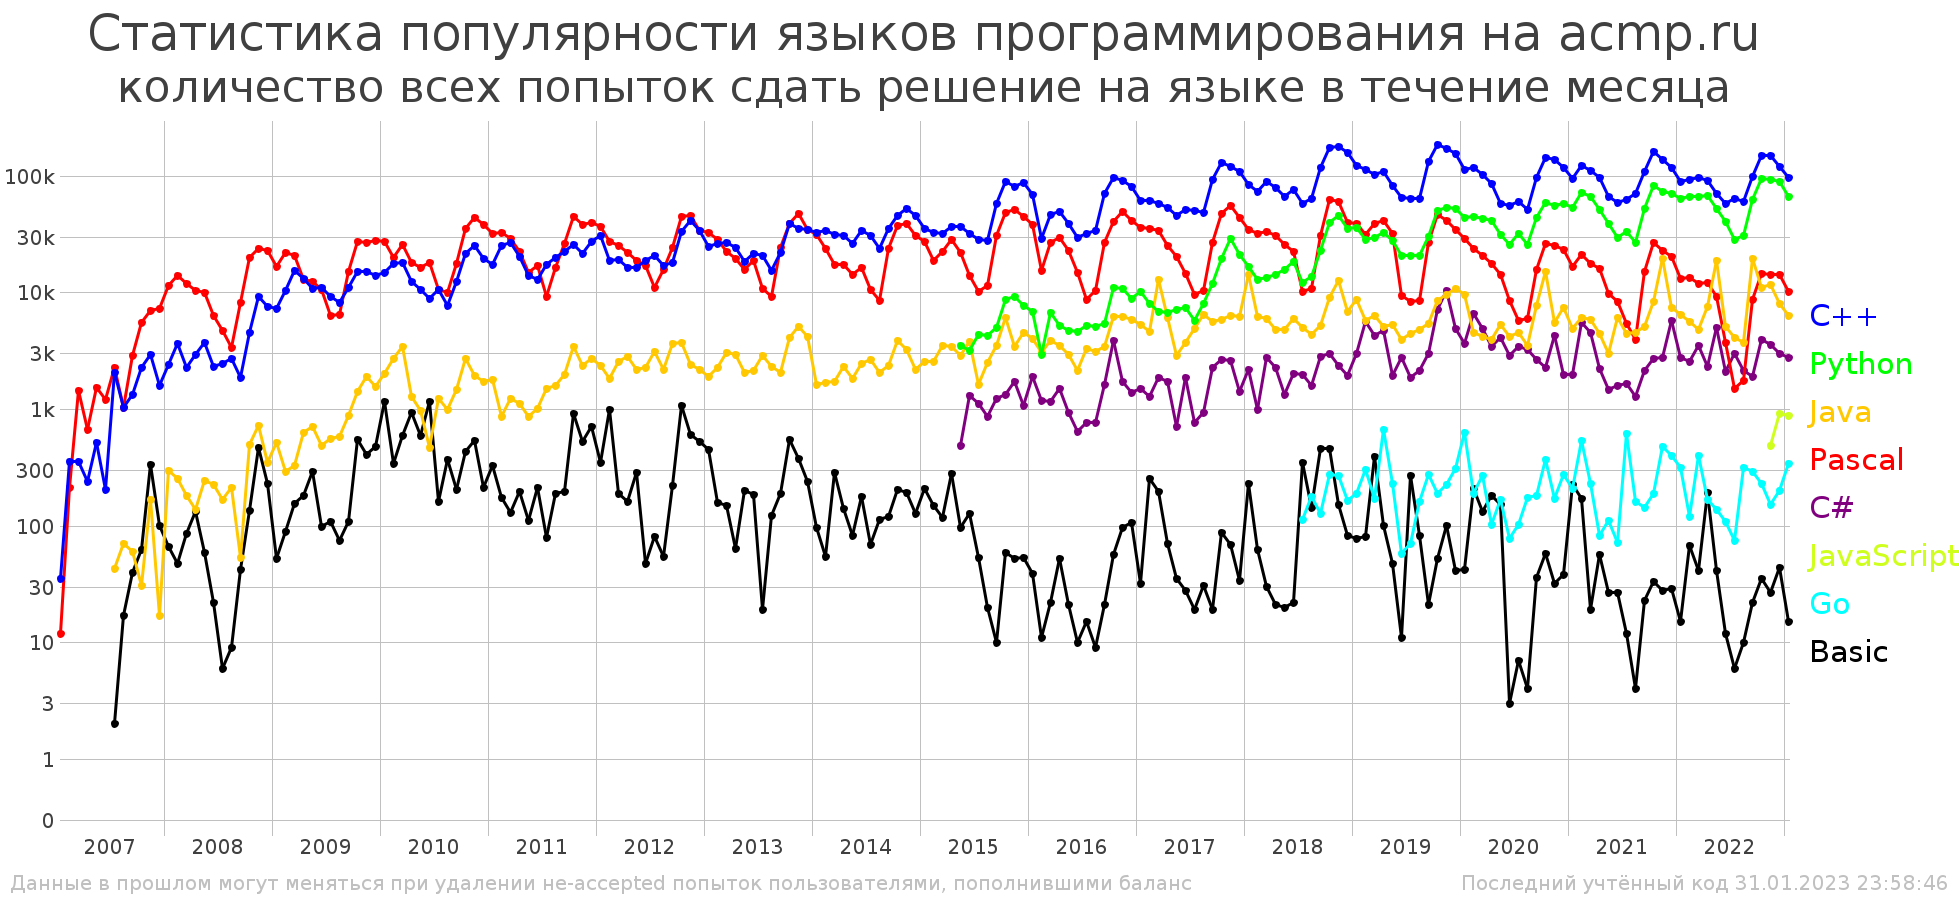 Статистика популярности языков программирования на acmp.ru
количество всех попыток сдать решение на языке в течение месяца
100k
30k
10k
3k
1k
300
100
30
10
3
1
0
C++
Python
Java
Pascal
C#
JavaScript
Go
Basic
2007 2008 2009 2010 2011 2012 2013 2014 2015 2016 2017 2018 2019 2020 2021 2022
Данные в прошлом могут меняться при удалении не-accepted попыток пользователями, пополнившими баланс
Последний учтённый код 31.01.2023 23:58:46